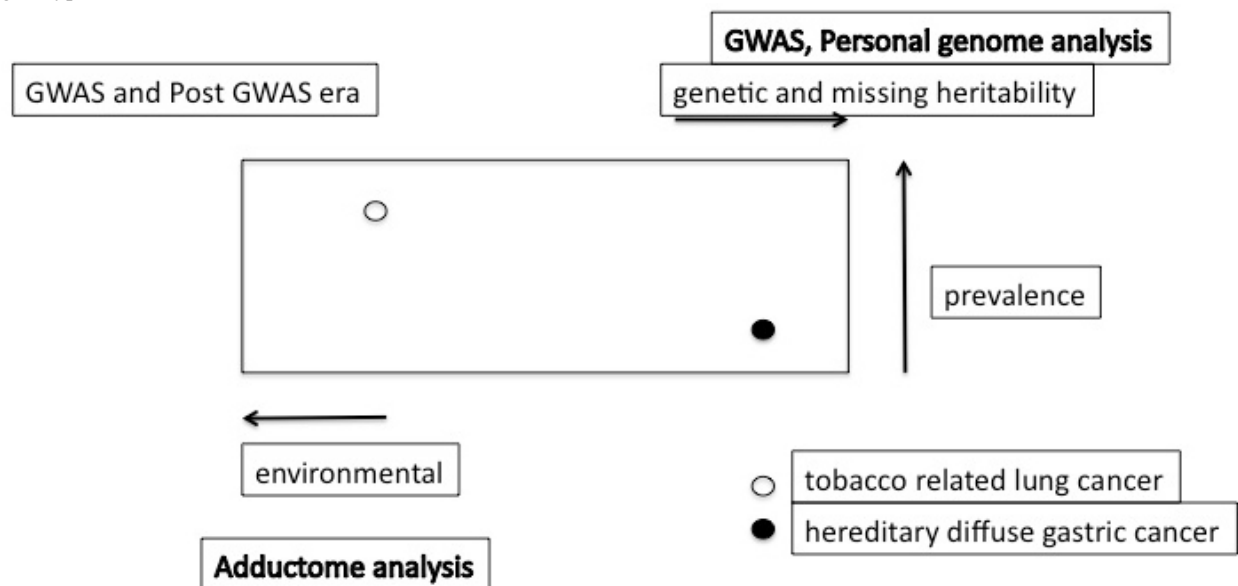 GWAS, Personal genome analysis
GWAS and Post GWAS era
genetic and missing heritability
prevalence
environmental
tobacco related lung cancer
hereditary diffuse gastric cancer
Adductome analysis